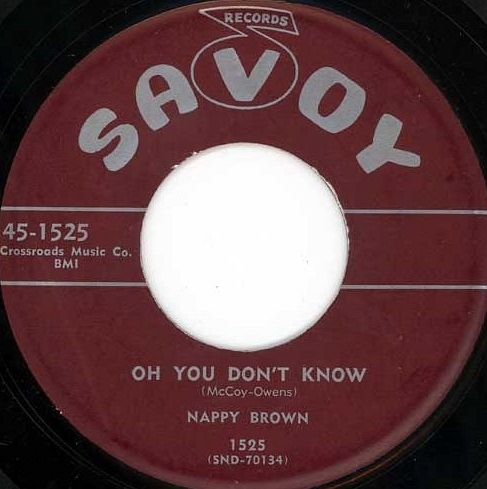 RECORDS
SAVOY
45-1525
Crossroads Music Co.
BMI
OH YOU DON'T KNOW
(McCoy-Owens)
NAPPY BROWN
1525
(SND-70134)